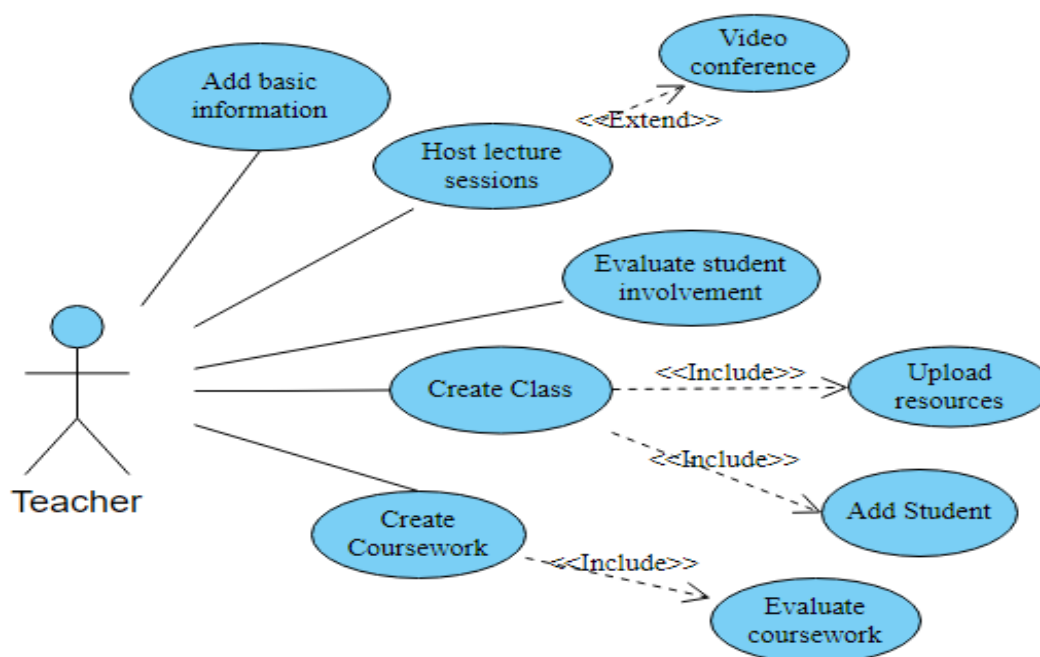 Video
conference
Add basic
information
<<Extend>>
Host lecture
sessions
Evaluate student
involvement
Create Class
<<Include>>
Upload
resources
<<Include>>
Add Student
Teacher
Create
Coursework
<<Include>>
Evaluate
coursework